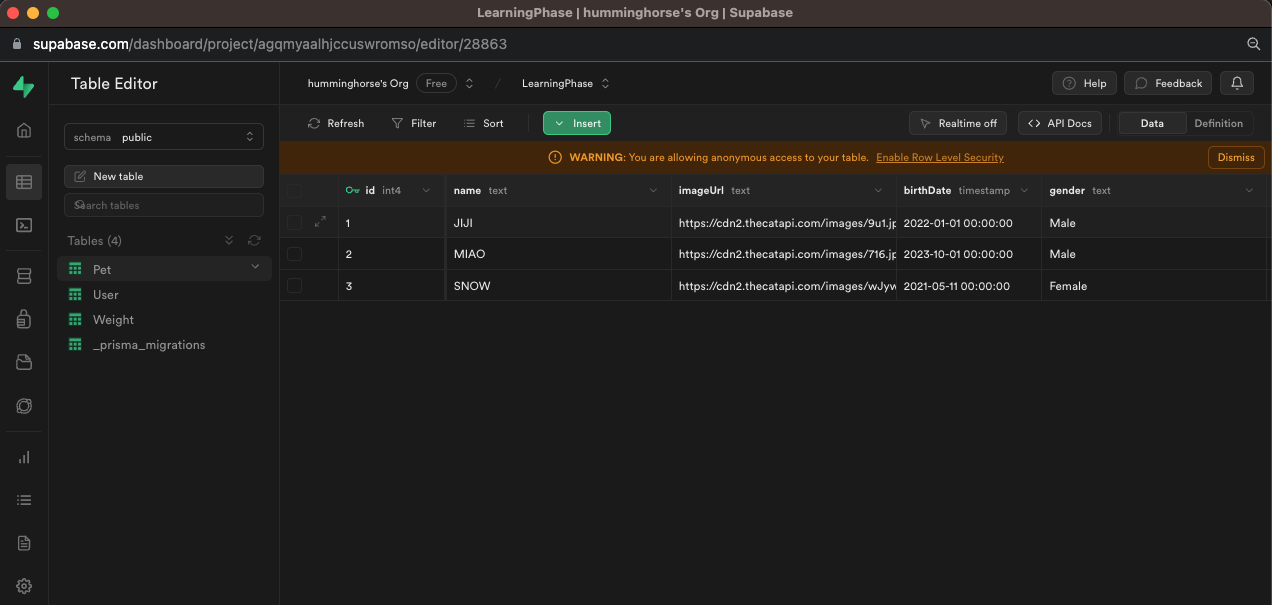 LearningPhase | humminghorse's Org | Supabase
supabase.com/dashboard/project/agqmyaalhjccuswromso/editor/28863
Table Editor
humminghorse's Org Free / LearningPhase
Help Feedback
schema public
Refresh Filter Sort Insert Realtime off <> API Docs Data Definition
WARNING: You are allowing anonymous access to your table. Enable Row Level Security Dismiss
New table
Search tables
Tables (4)
Pet
User
Weight
_prisma_migrations
id int4 name text imageUrl text birthDate timestamp gender text
1 JIJI https://cdn2.thecatapi.com/images/9u1.jp 2022-01-01 00:00:00 Male
2 MIAO https://cdn2.thecatapi.com/images/716.jp 2023-10-01 00:00:00 Male
3 SNOW https://cdn2.thecatapi.com/images/wJyw 2021-05-11 00:00:00 Female